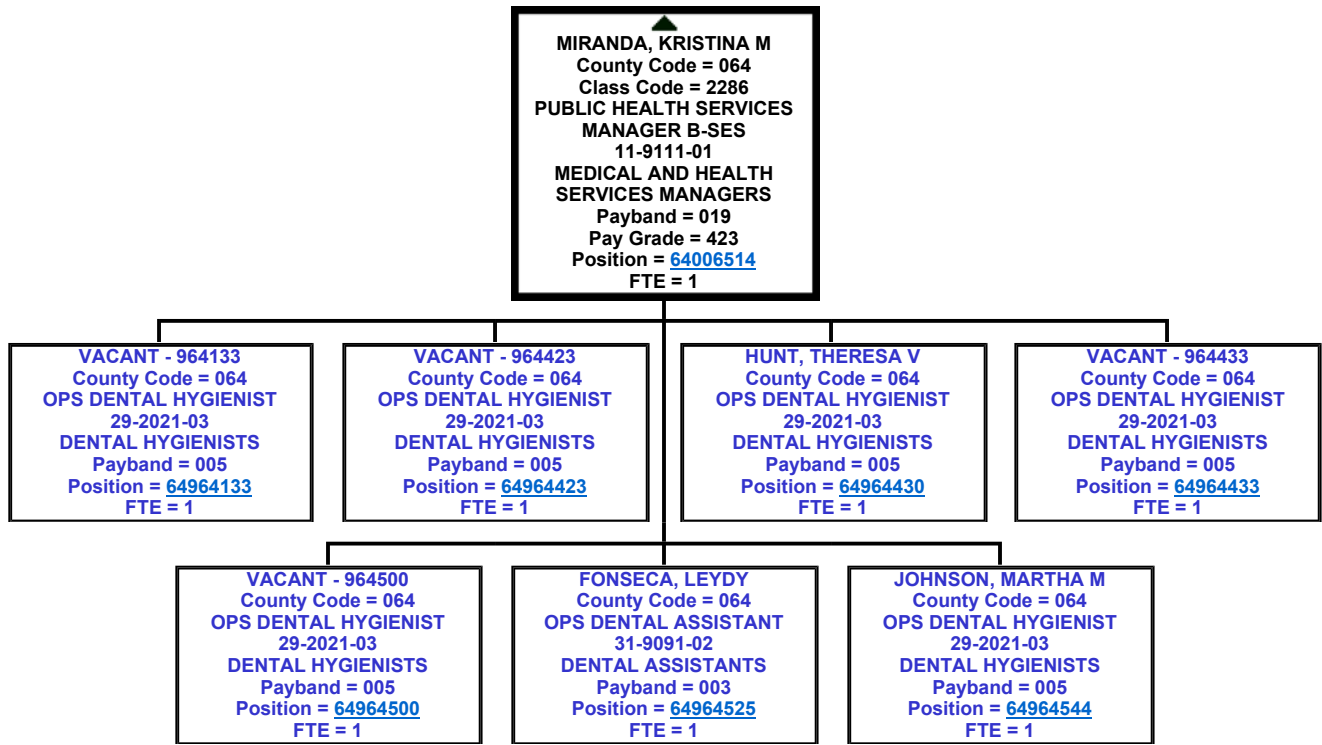 MIRANDA, KRISTINA M
County Code = 064
Class Code = 2286
PUBLIC HEALTH SERVICES
MANAGER B-SES
11-9111-01
MEDICAL AND HEALTH
SERVICES MANAGERS
Payband = 019
Pay Grade = 423
Position = 64006514
FTE = 1
VACANT - 964133
County Code = 064
OPS DENTAL HYGIENIST
29-2021-03
DENTAL HYGIENISTS
Payband = 005
Position = 64964133
FTE = 1
VACANT - 964423
County Code = 064
OPS DENTAL HYGIENIST
29-2021-03
DENTAL HYGIENISTS
Payband = 005
Position = 64964423
FTE = 1
HUNT, THERESA V
County Code = 064
OPS DENTAL HYGIENIST
29-2021-03
DENTAL HYGIENISTS
Payband = 005
Position = 64964430
FTE = 1
VACANT - 964433
County Code = 064
OPS DENTAL HYGIENIST
29-2021-03
DENTAL HYGIENISTS
Payband = 005
Position = 64964433
FTE = 1
VACANT - 964500
County Code = 064
OPS DENTAL HYGIENIST
29-2021-03
DENTAL HYGIENISTS
Payband = 005
Position = 64964500
FTE = 1
FONSECA, LEYDY
County Code = 064
OPS DENTAL ASSISTANT
31-9091-02
DENTAL ASSISTANTS
Payband = 003
Position = 64964525
FTE = 1
JOHNSON, MARTHA M
County Code = 064
OPS DENTAL HYGIENIST
29-2021-03
DENTAL HYGIENISTS
Payband = 005
Position = 64964544
FTE = 1